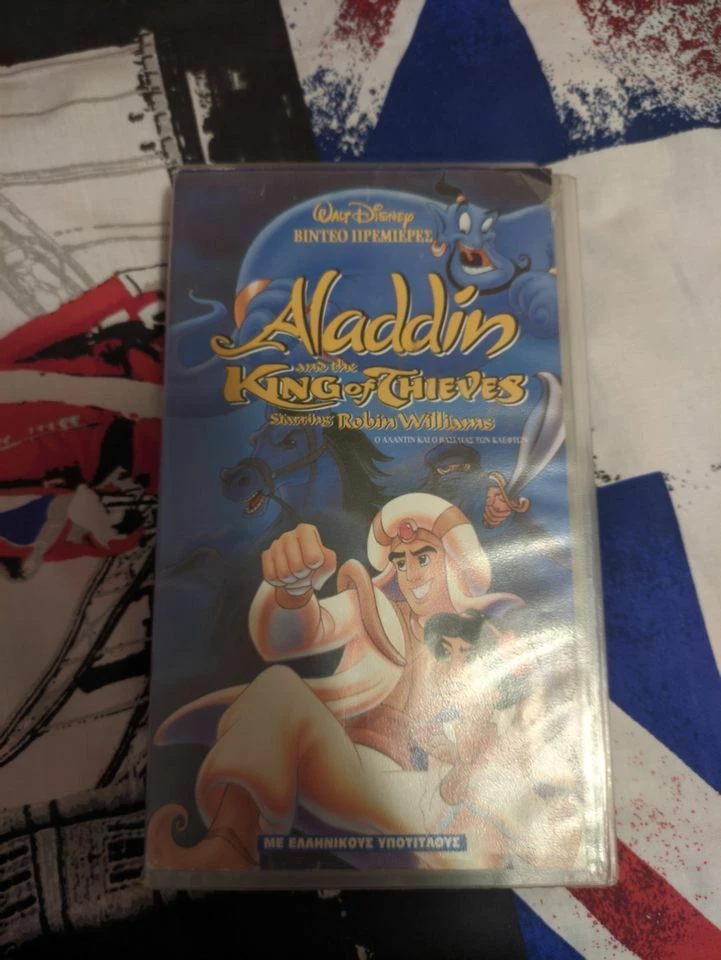 Walt Disney
ΒΙΝΤΕΟ ΠΡΕΜΙΕΡΕΣ
Aladdin
and the
KING OF THIEVES
Starring Robin Williams
Ο ΑΛΑΝΤΙΝ ΚΑΙ Ο ΒΑΣΙΛΙΑΣ ΤΩΝ ΚΛΕΦΤΩΝ
ΜΕ ΕΛΛΗΝΙΚΟΥΣ ΥΠΟΤΙΤΛΟΥΣ